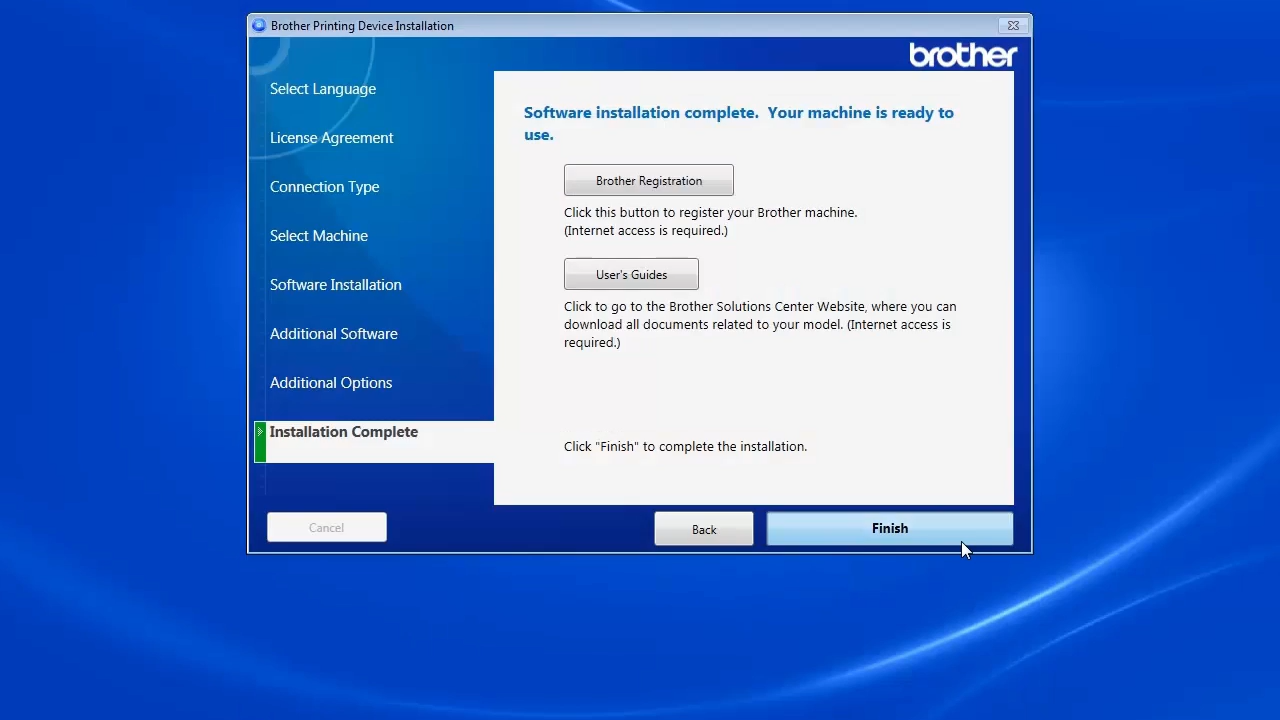 Brother Printing Device Installation
brother
Select Language
License Agreement
Connection Type
Select Machine
Software Installation
Additional Software
Additional Options
Installation Complete
Software installation complete.  Your machine is ready to
use.
Brother Registration
Click this button to register your Brother machine.
(Internet access is required.)
User's Guides
Click to go to the Brother Solutions Center Website, where you can
download all documents related to your model. (Internet access is
required.)
Click "Finish" to complete the installation.
Cancel
Back
Finish